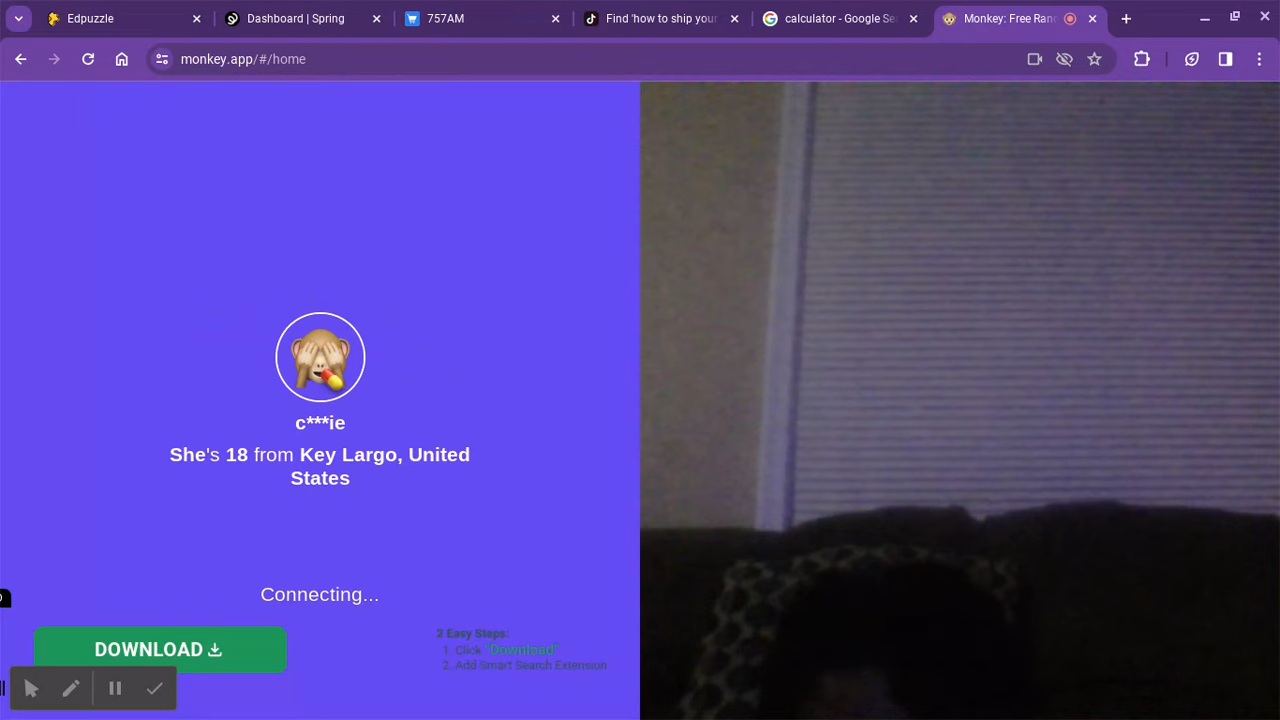 Edpuzzle
Dashboard | Spring
757AM
Find 'how to ship your
calculator - Google Se
Monkey: Free Ran
monkey.app/#/home
c***ie
She's 18 from Key Largo, United
States
Connecting...
DOWNLOAD
2 Easy Steps:
1. Click "Download"
2. Add Smart Search Extension